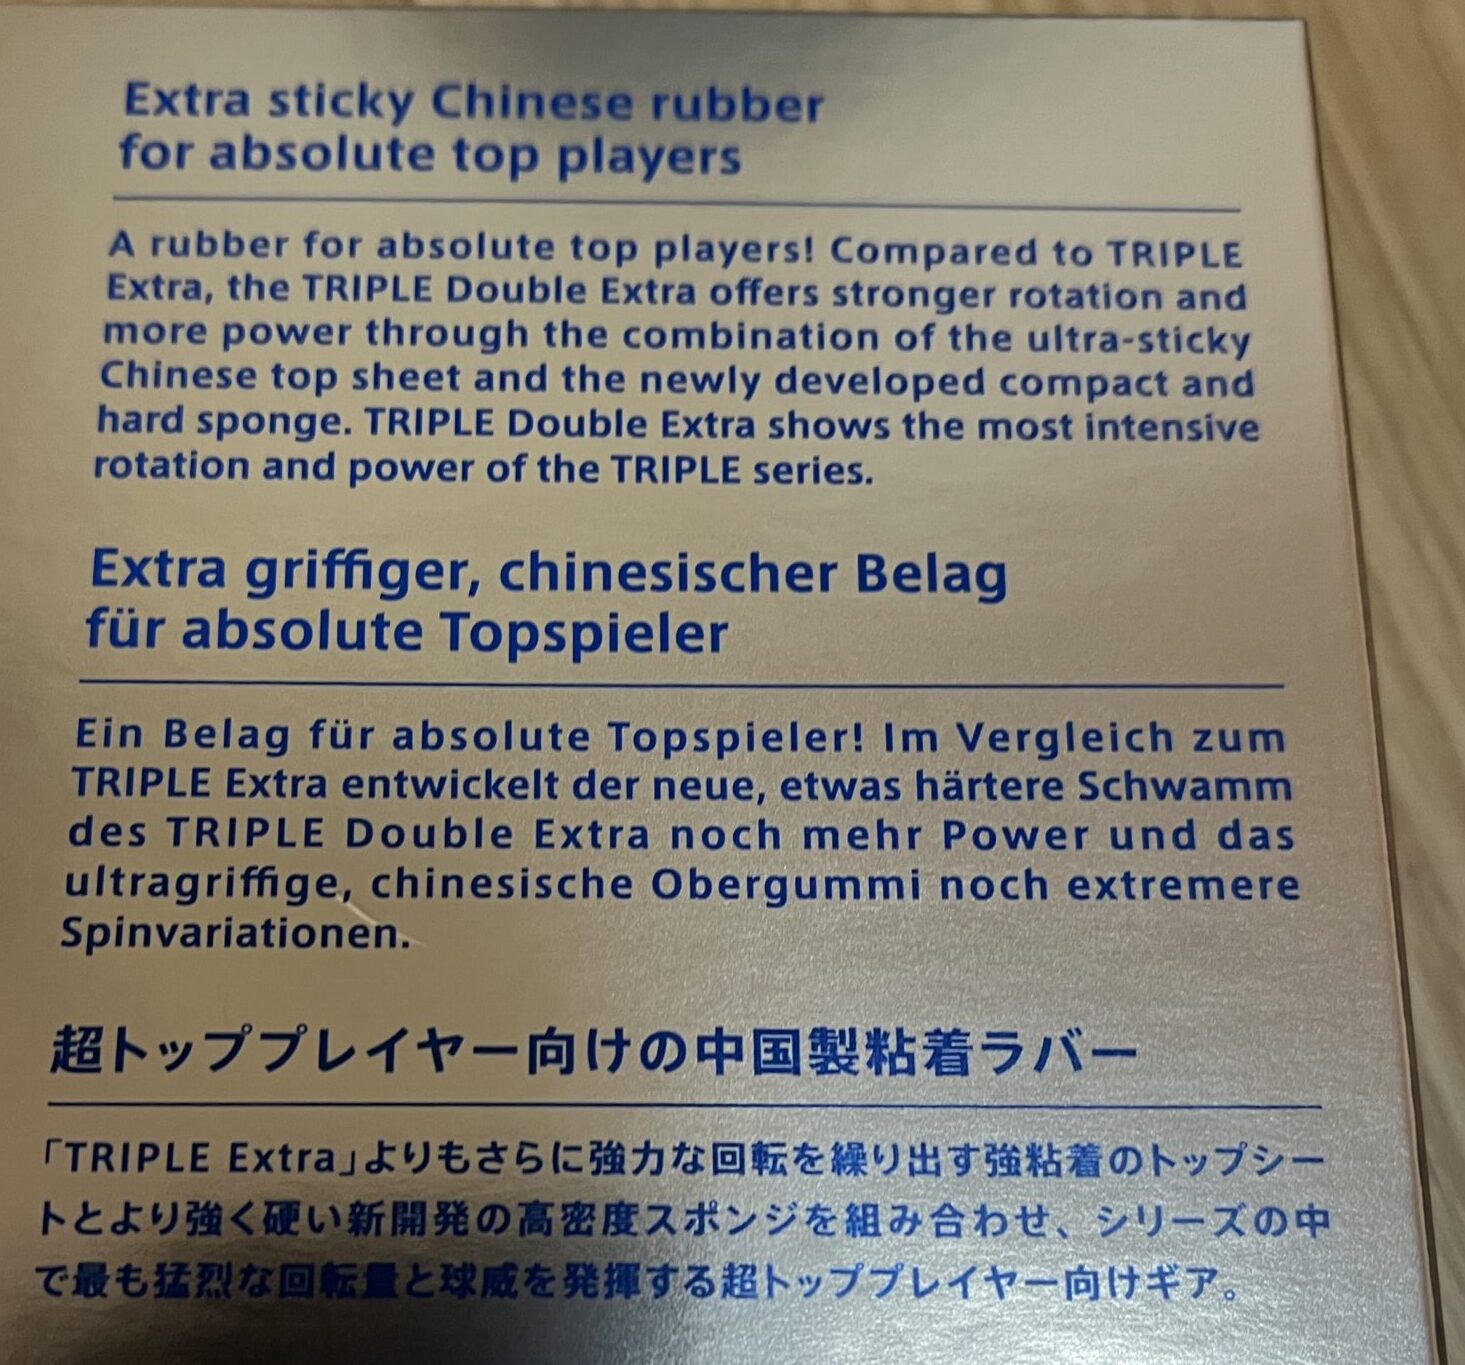 Extra sticky Chinese rubber
for absolute top players
A rubber for absolute top players! Compared to TRIPLE
Extra, the TRIPLE Double Extra offers stronger rotation and
more power through the combination of the ultra-sticky
Chinese top sheet and the newly developed compact and
hard sponge. TRIPLE Double Extra shows the most intensive
rotation and power of the TRIPLE series.
Extra griffiger, chinesischer Belag
für absolute Topspieler
Ein Belag für absolute Topspieler! Im Vergleich zum
TRIPLE Extra entwickelt der neue, etwas härtere Schwamm
des TRIPLE Double Extra noch mehr Power und das
ultragriffige, chinesische Obergummi noch extremere
Spinvariationen.
超トッププレイヤー向けの中国製粘着ラバー
「TRIPLE Extra」よりもさらに強力な回転を繰り出す強粘着のトップシー
トとより強く硬い新開発の高密度スポンジを組み合わせ、シリーズの中
で最も猛烈な回転量と球威を発揮する超トッププレイヤー向けギア。